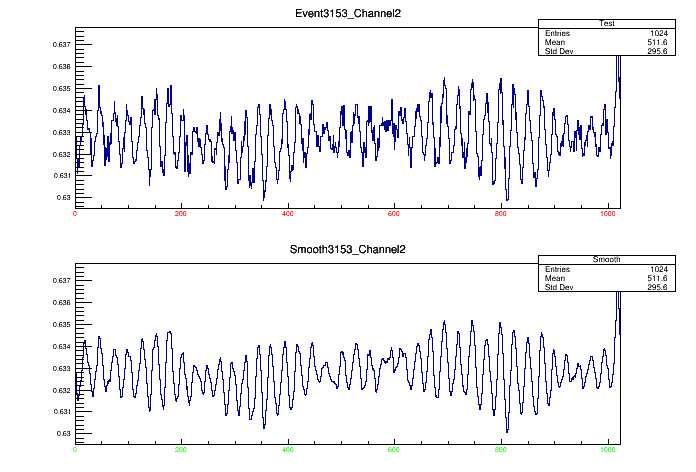 Event3153_Channel2
Test
Entries 1024
Mean 511.6
Std Dev 295.6
0.637
0.636
0.635
0.634
0.633
0.632
0.631
0.63
0 200 400 600 800 1000
Smooth3153_Channel2
Smooth
Entries 1024
Mean 511.6
Std Dev 295.6
0.637
0.636
0.635
0.634
0.633
0.632
0.631
0.63
0 200 400 600 800 1000